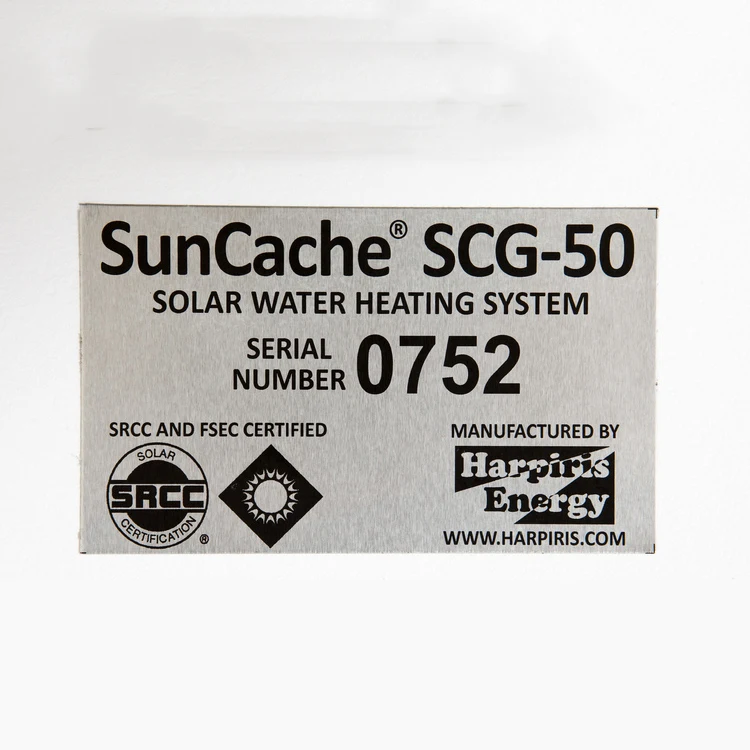 SunCache® SCG-50
SOLAR WATER HEATING SYSTEM
SERIAL
NUMBER 0752
SRCC AND FSEC CERTIFIED
SOLAR
SRCC
CERTIFICATION
®
MANUFACTURED BY
Harpiris
Energy
WWW.HARPIRIS.COM